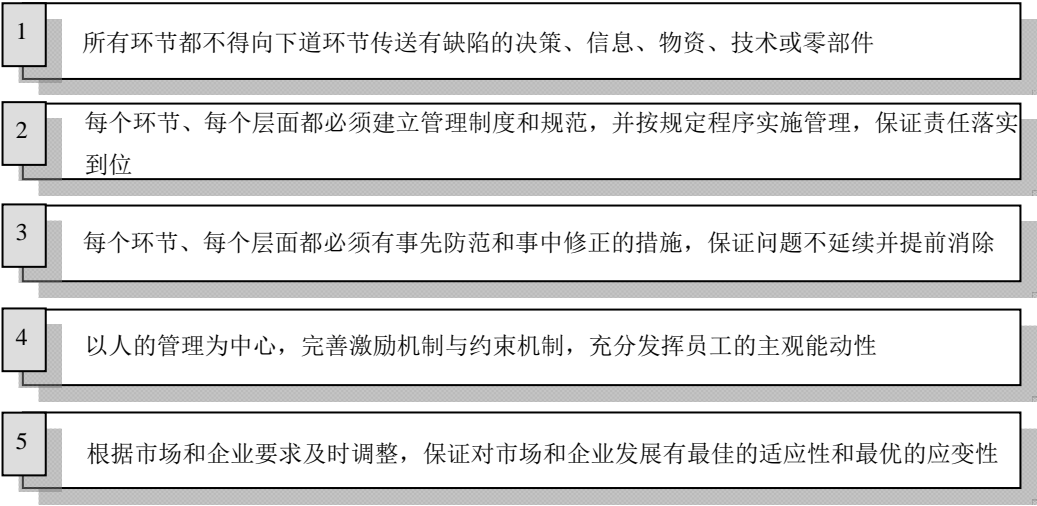 1
所有环节都不得向下道环节传送有缺陷的决策、信息、物资、技术或零部件
2
每个环节、每个层面都必须建立管理制度和规范，并按规定程序实施管理，保证责任落实
到位
3
每个环节、每个层面都必须有事先防范和事中修正的措施，保证问题不延续并提前消除
4
以人的管理为中心，完善激励机制与约束机制，充分发挥员工的主观能动性
5
根据市场和企业要求及时调整，保证对市场和企业发展有最佳的适应性和最优的应变性